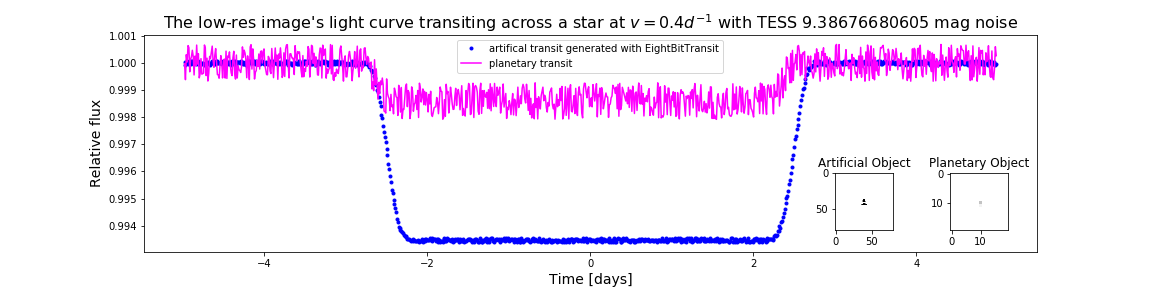 The low-res image's light curve transiting across a star at v = 0.4d⁻¹ with TESS 9.38676680605 mag noise
1.001
1.000
0.999
0.998
0.997
0.996
0.995
0.994
Relative flux
artifical transit generated with EightBitTransit
planetary transit
Artificial Object
0
50
0 50
Planetary Object
0
10
0 10
−4 −2 0 2 4
Time [days]